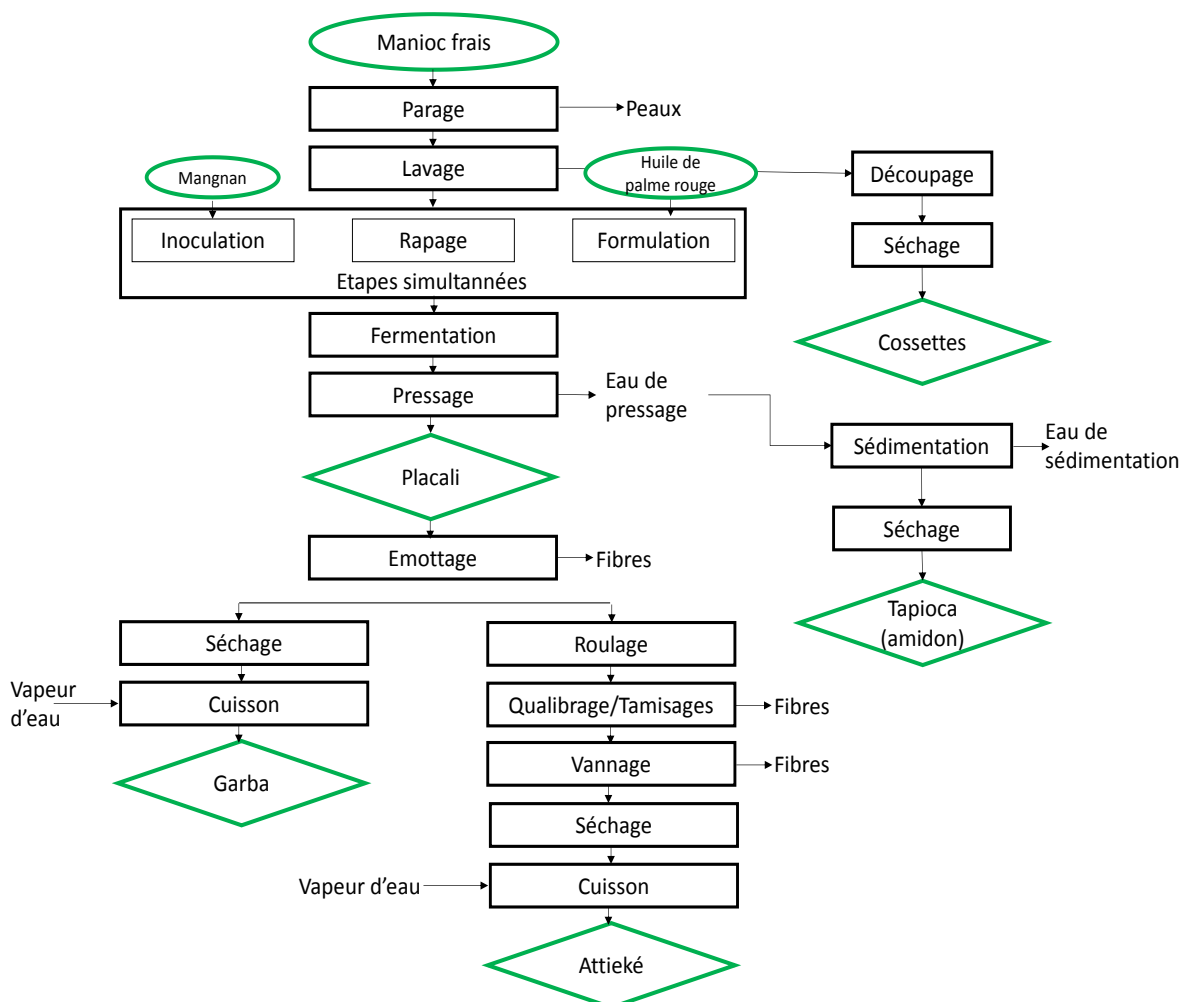 Manioc frais
Parage
Peaux
Lavage
Huile de
palme rouge
Mangnan
Découpage
Inoculation
Rapage
Formulation
Etapes simultannées
Séchage
Cossettes
Fermentation
Pressage
Eau de
pressage
Sédimentation
Eau de
sédimentation
Placali
Séchage
Emottage
Fibres
Tapioca
(amidon)
Séchage
Roulage
Vapeur
d’eau
Cuisson
Qualibrage/Tamisages
Fibres
Garba
Vannage
Fibres
Séchage
Vapeur d’eau
Cuisson
Attieké